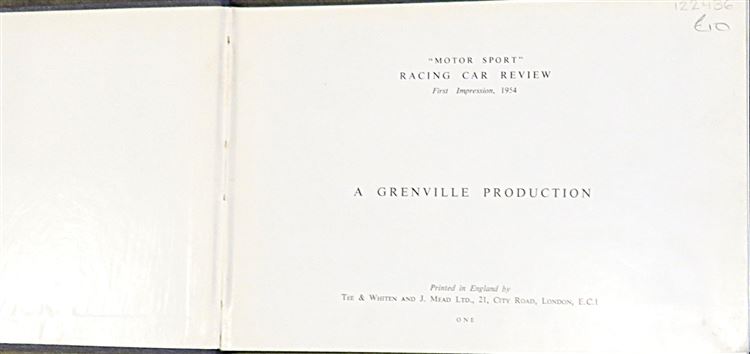 122436
£10
"MOTOR SPORT"
RACING CAR REVIEW
First Impression, 1954
A GRENVILLE PRODUCTION
Printed in England by
TEE & WHITEN AND J. MEAD LTD., 21, CITY ROAD, LONDON, E.C.1
ONE